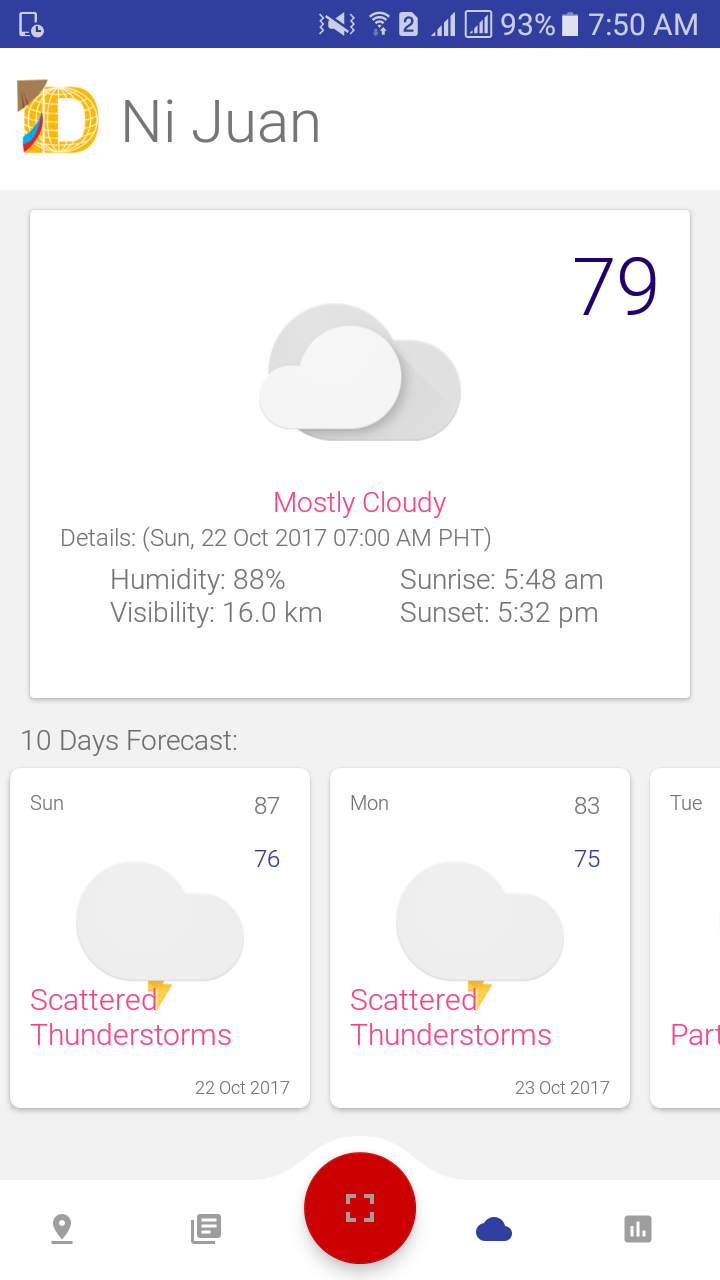 2 93% 7:50 AM
D Ni Juan
79
Mostly Cloudy
Details: (Sun, 22 Oct 2017 07:00 AM PHT)
Humidity: 88% Sunrise: 5:48 am
Visibility: 16.0 km Sunset: 5:32 pm
10 Days Forecast:
Sun 87
76
Scattered
Thunderstorms
22 Oct 2017
Mon 83
75
Scattered
Thunderstorms
23 Oct 2017
Tue
Part